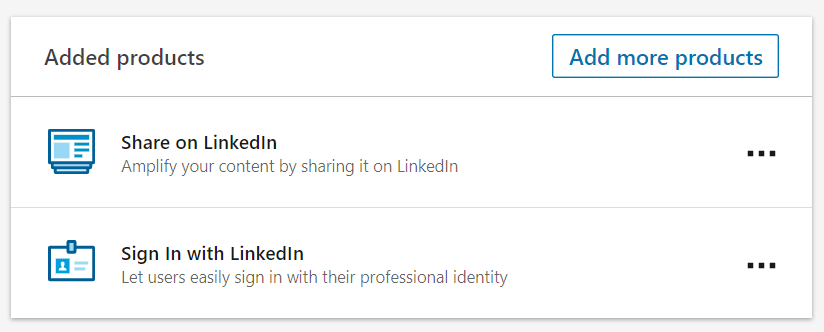 Added products
Add more products
Share on LinkedIn
Amplify your content by sharing it on LinkedIn
Sign In with LinkedIn
Let users easily sign in with their professional identity